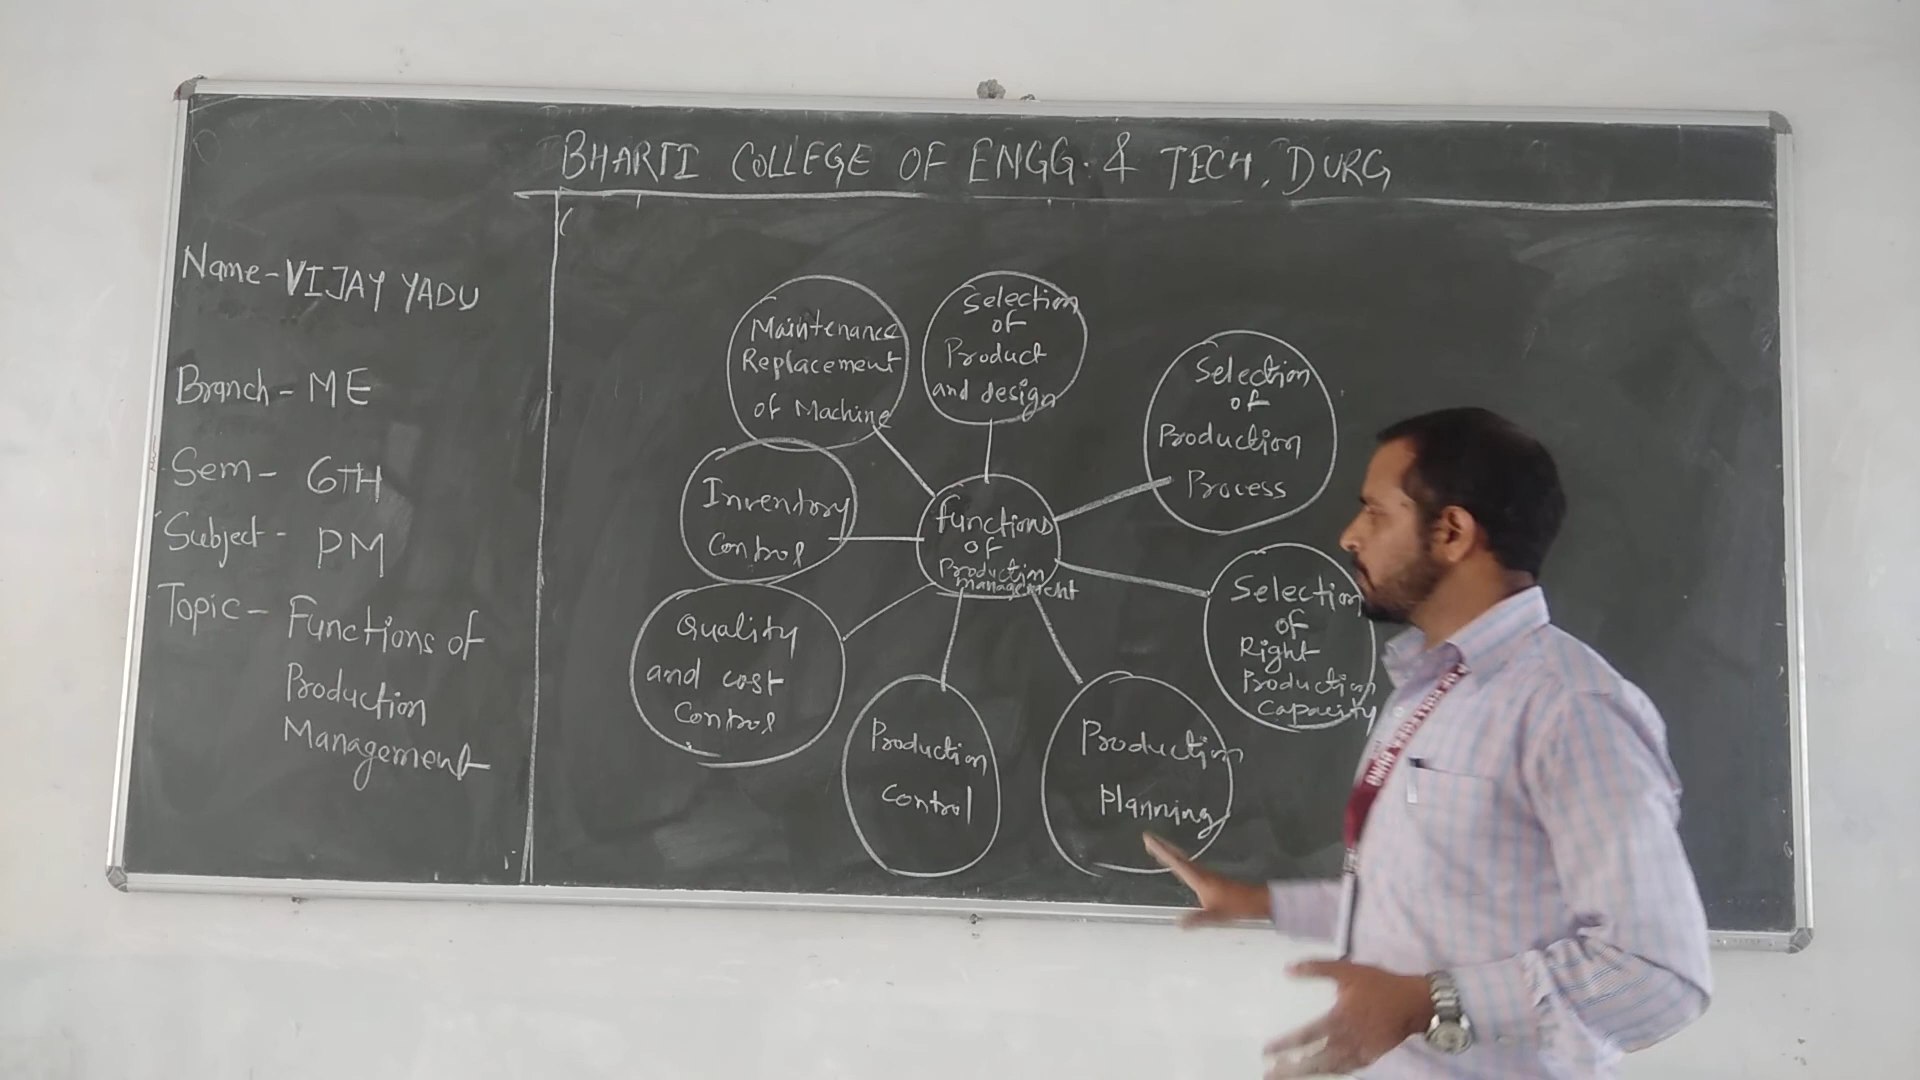 BHARTI COLLEGE OF ENGG. & TECH, DURG
Name- VIJAY YADU
Branch - ME
Sem - 6TH
Subject - PM
Topic - Functions of
Production
Management
Maintenance
Replacement
of Machine
Selection
of
Product
and design
Selection
of
Production
Process
Inventory
Control
Functions
of
Productin
management
Selection
of
Right
Production
Capacity
Quality
and cost
Control
Production
Control
Production
Planning